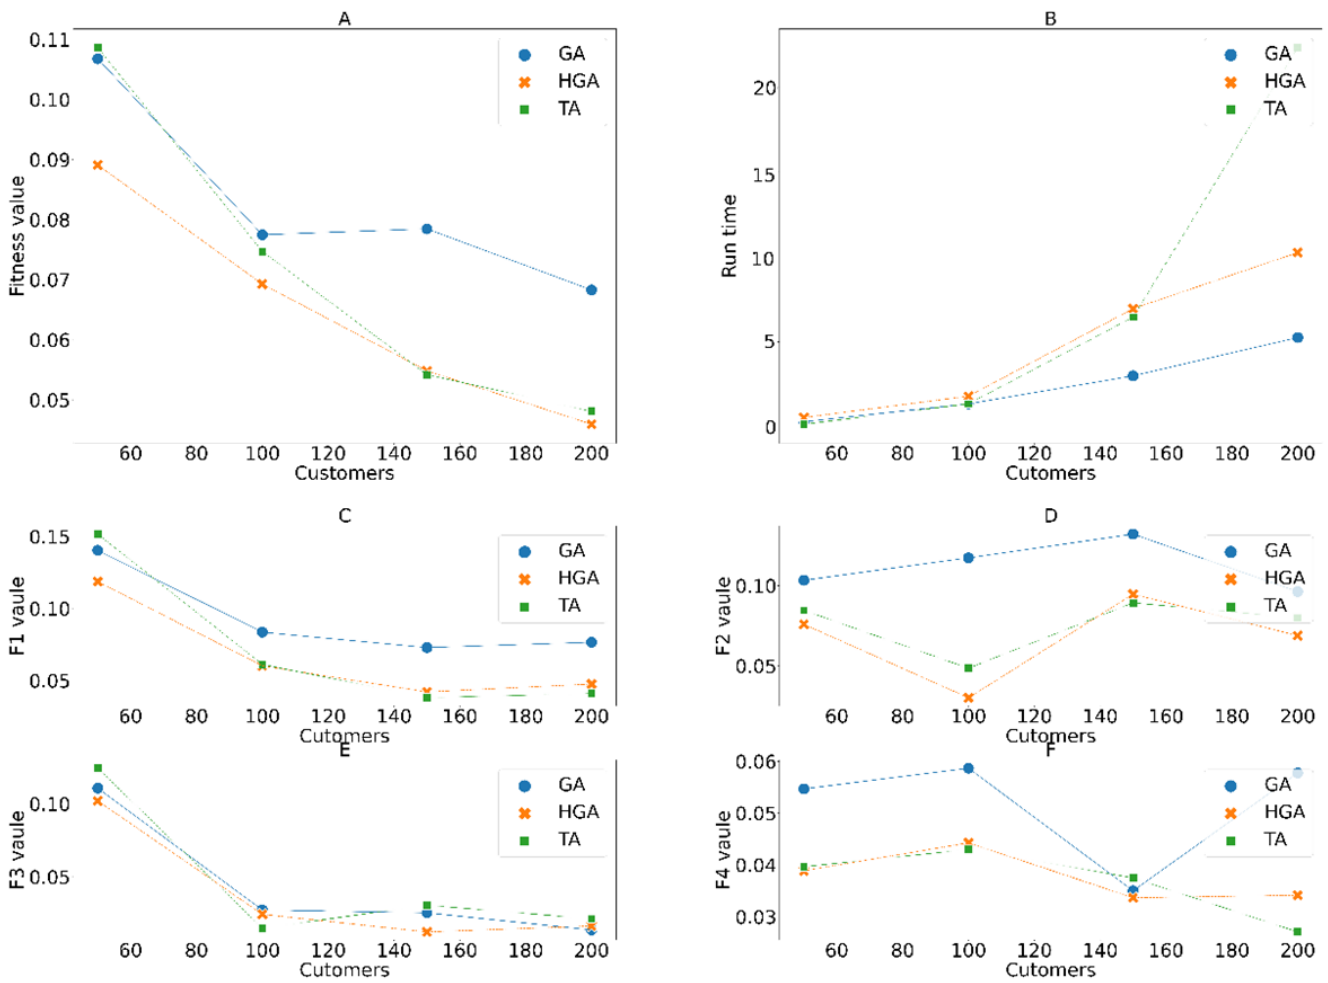 A
0.11
0.10
0.09
0.08
0.07
0.06
0.05
Fitness value
GA
HGA
TA
60 80 100 120 140 160 180 200
Customers
B
20
15
10
5
0
Run time
GA
HGA
TA
60 80 100 120 140 160 180 200
Cutomers
C
0.15
0.10
0.05
F1 vaule
GA
HGA
TA
60 80 100 120 140 160 180 200
Cutomers
D
0.10
0.05
F2 vaule
GA
HGA
TA
60 80 100 120 140 160 180 200
Cutomers
E
0.10
0.05
F3 vaule
GA
HGA
TA
60 80 100 120 140 160 180 200
Cutomers
F
0.06
0.05
0.04
0.03
F4 vaule
GA
HGA
TA
60 80 100 120 140 160 180 200
Cutomers